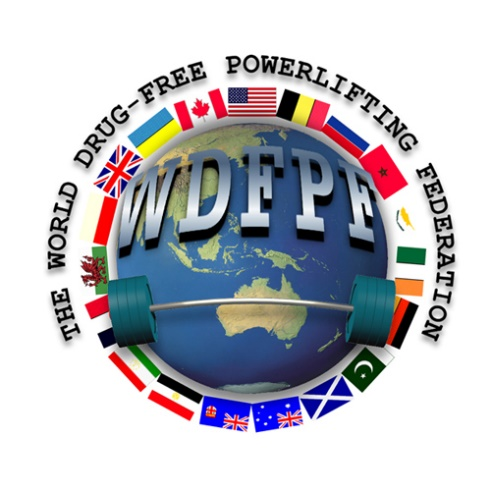 THE WORLD DRUG-FREE POWERLIFTING FEDERATION
WDFPF